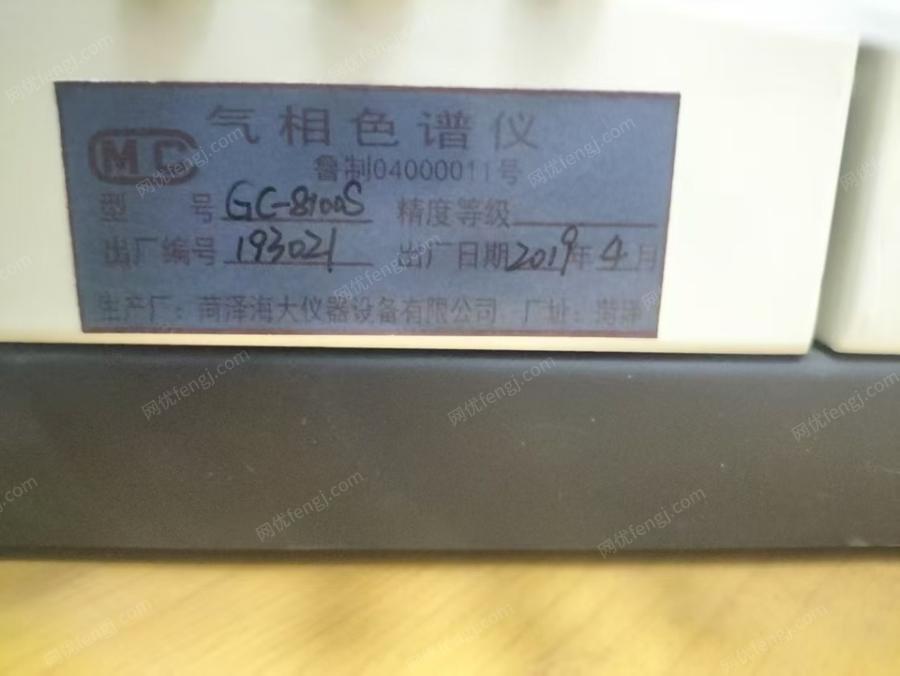 气相色谱仪
MC 鲁制04000011号
型 号 GC-8100S 精度等级
出厂编号 193021 出厂日期 2019年4月
生产厂：菏泽海大仪器设备有限公司 厂址：菏泽
网优fengj.com